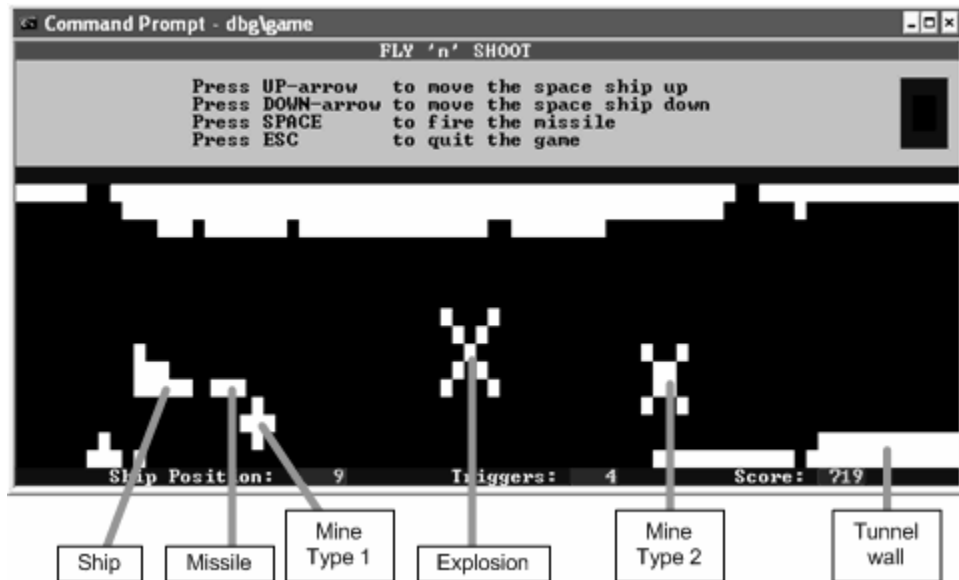 Command Prompt - dbg\game
FLY 'n' SHOOT
Press UP-arrow to move the space ship up
Press DOWN-arrow to move the space ship down
Press SPACE to fire the missile
Press ESC to quit the game
Ship Position: 9 Triggers: 4 Score: 719
Ship
Missile
Mine
Type 1
Explosion
Mine
Type 2
Tunnel
wall